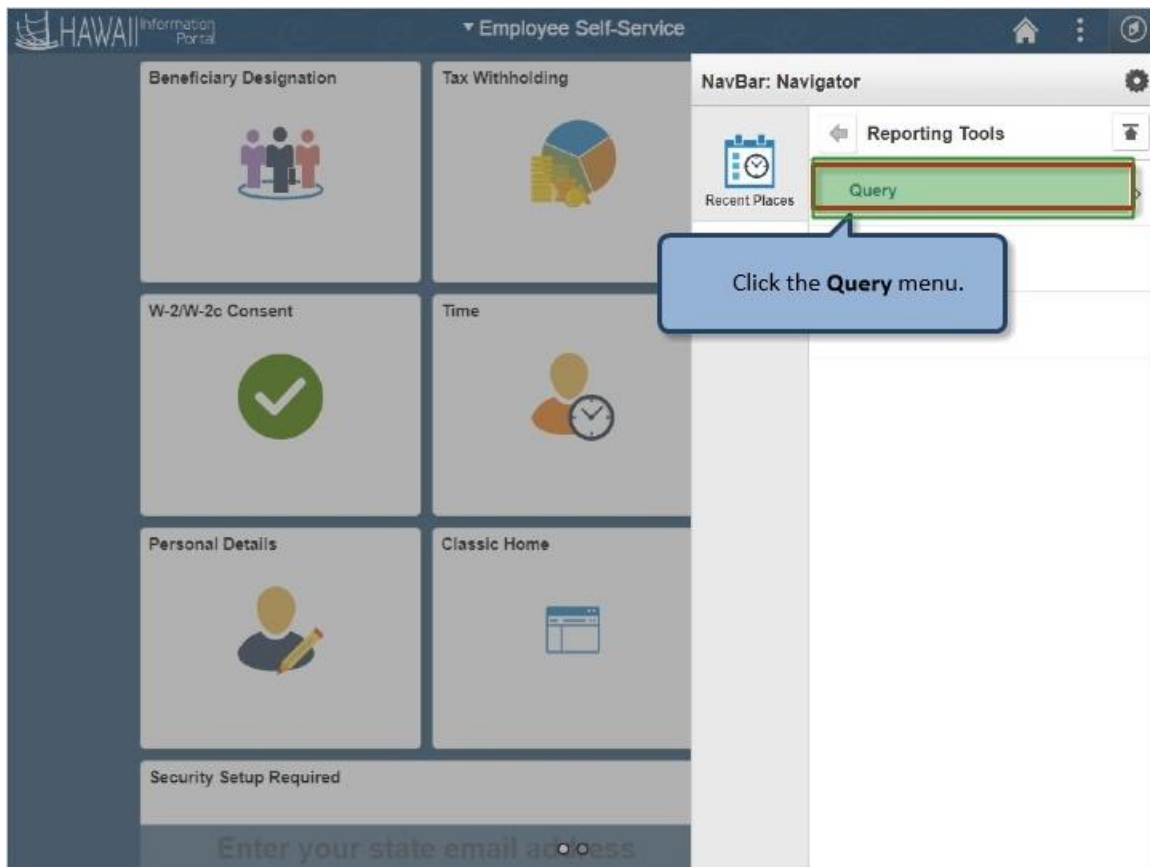 HAWAII Information
Portal
Employee Self-Service
Beneficiary Designation
Tax Withholding
NavBar: Navigator
Recent Places
Reporting Tools
Query
Click the Query menu.
W-2/W-2c Consent
Time
Personal Details
Classic Home
Security Setup Required
Enter your state email address